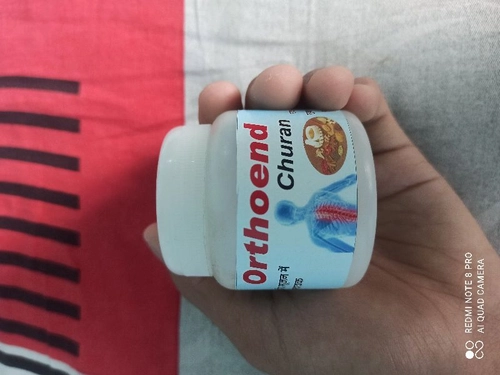 Orthoend
Churan
में
REDMI NOTE 8 PRO
AI QUAD CAMERA